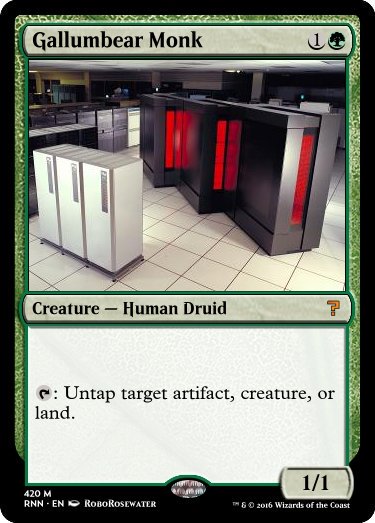 Gallumbear Monk 1
Creature — Human Druid
: Untap target artifact, creature, or
land.
1/1
420 M
RNN - EN RoboRosewater
™ & © 2016 Wizards of the Coast